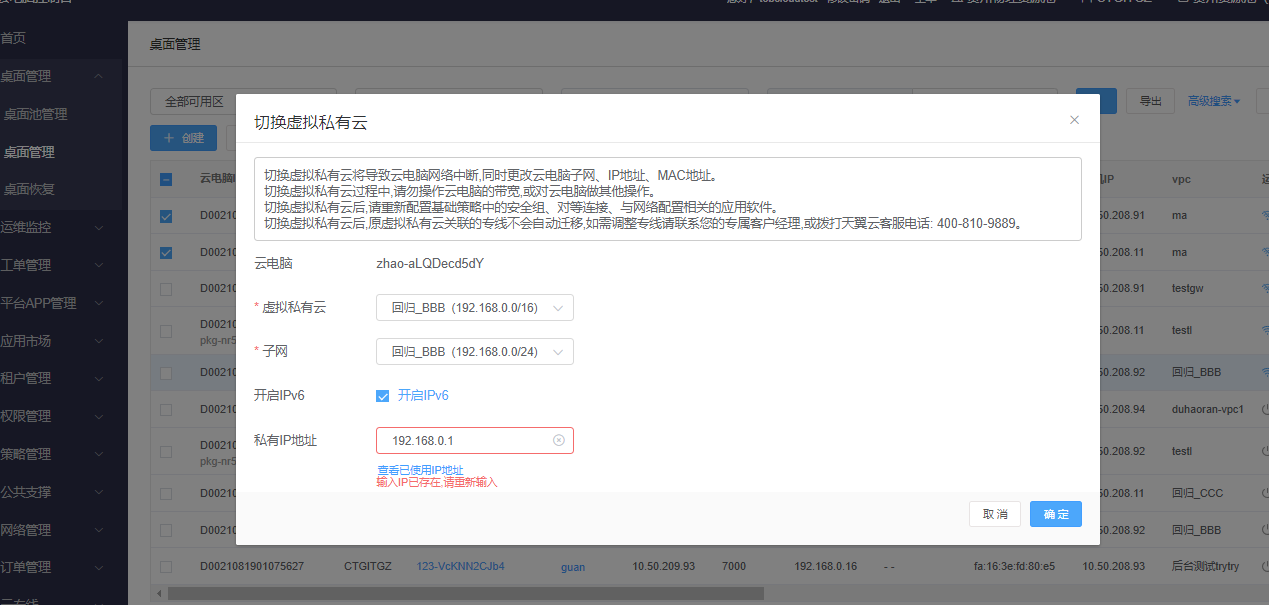 首页
桌面管理
桌面池管理
桌面管理
桌面恢复
运维监控
工单管理
平台APP管理
应用市场
租户管理
权限管理
策略管理
公共支撑
网络管理
订单管理
桌面管理
全部可用区
导出
高级搜索
+ 创建
切换虚拟私有云
切换虚拟私有云将导致云电脑网络中断,同时更改云电脑子网、IP地址、MAC地址。
切换虚拟私有云过程中,请勿操作云电脑的带宽,或对云电脑做其他操作。
切换虚拟私有云后,请重新配置基础策略中的安全组、对等连接、与网络配置相关的应用软件。
切换虚拟私有云后,原虚拟私有云关联的专线不会自动迁移,如需调整专线请联系您的专属客户经理,或拨打天翼云客服电话: 400-810-9889。
云电脑 zhao-aLQDecd5dY
* 虚拟私有云 回归_BBB (192.168.0.0/16)
* 子网 回归_BBB (192.168.0.0/24)
开启IPv6 开启IPv6
私有IP地址 192.168.0.1
查看已使用IP地址
输入IP已存在,请重新输入
取消 确定
云电脑 IP vpc
D00210 50.208.91 ma
D00210 50.208.11 ma
D00210 50.208.91 testgw
D00210 50.208.11 testl
pkg-nr5
D00210 50.208.92 回归_BBB
D00210 50.208.94 duhaoran-vpc1
D00210 50.208.92 testl
pkg-nr5
D00210 50.208.11 回归_CCC
D00210 50.208.92 回归_BBB
D0021081901075627 CTGITGZ 123-VcKNN2CJb4 guan 10.50.209.93 7000 192.168.0.16 - - fa:16:3e:fd:80:e5 10.50.208.93 后台测试trytry